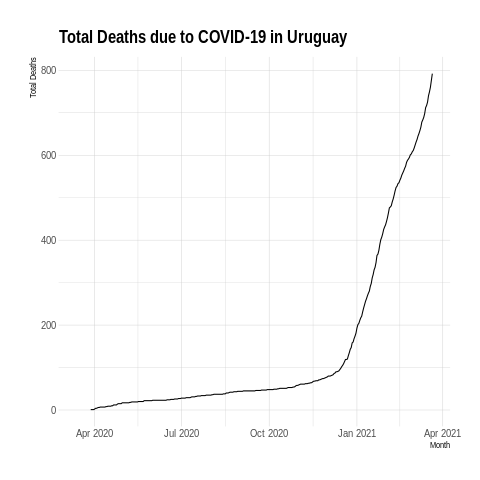 Total Deaths due to COVID-19 in Uruguay
Total Deaths
800
600
400
200
0
Apr 2020 Jul 2020 Oct 2020 Jan 2021 Apr 2021
Month